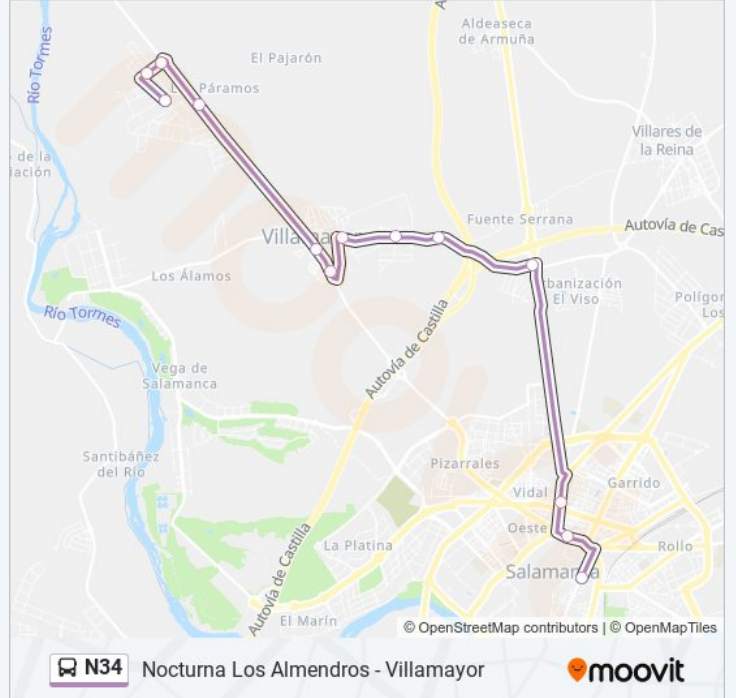 A
Aldeaseca
de Armuña
Río Tormes
El Pajarón
Páramos
Villares de
la Reina
de la
iación
Fuente Serrana
Autovía de Cas
Villama
Los Álamos
rbanización
El Viso
Polígor
Los
Río Tormes
Autovía de Castilla
Vega de
Salamanca
Santibáñez
del Río
Pizarrales
Garrido
Vidal
Oeste
La Platina
Rollo
Salamanca
Autovía de Castilla
El Marín
© OpenStreetMap contributors | © OpenMapTiles
N34 Nocturna Los Almendros - Villamayor moovit